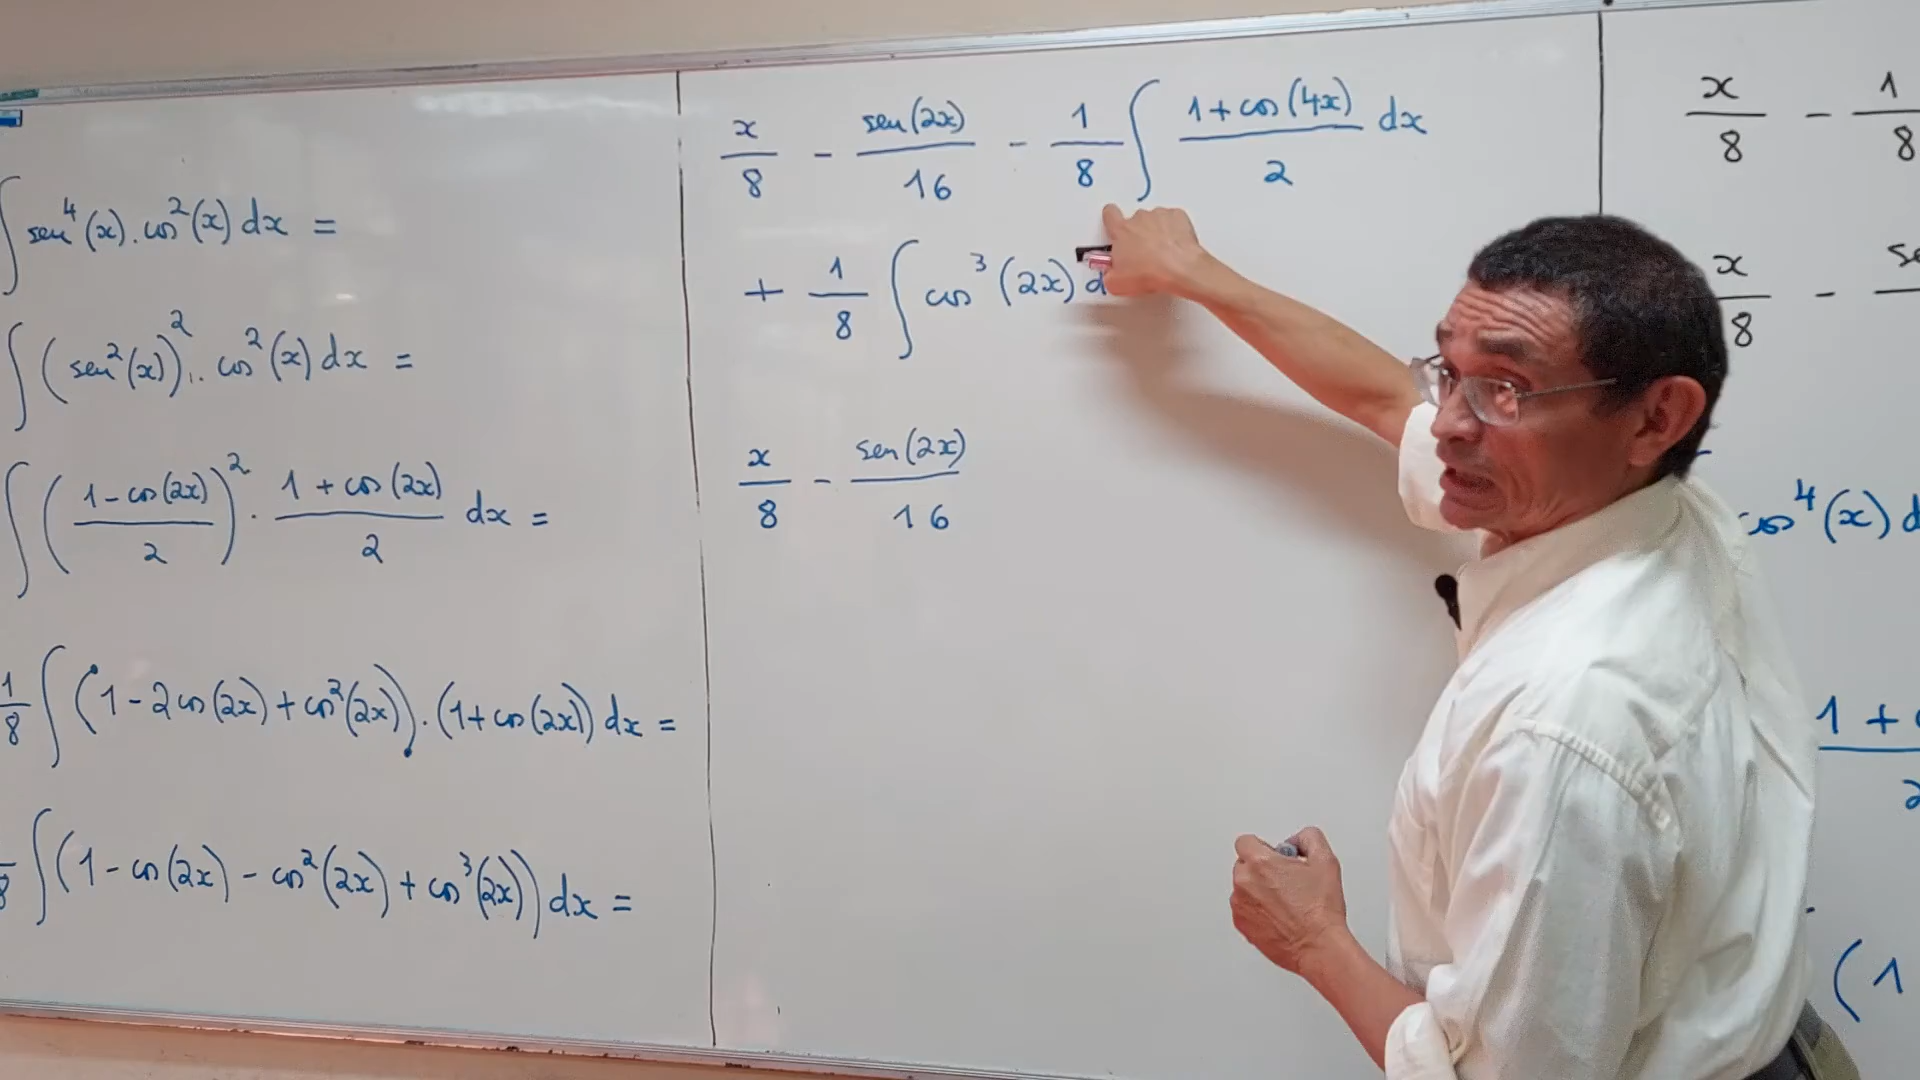 ∫ sen⁴(x).cos²(x) dx =
∫ (sen²(x))². cos²(x) dx =
∫ ((1-cos(2x))/2)² . (1+cos(2x))/2 dx =
1/8 ∫ (1-2cos(2x)+cos²(2x)).(1+cos(2x)) dx =
∫ (1-cos(2x)-cos²(2x)+cos³(2x)) dx =
x/8 - sen(2x)/16 - 1/8 ∫ (1+cos(4x))/2 dx
+ 1/8 ∫ cos³(2x) d
x/8 - sen(2x)/16
x/8 - 1/8
x/8 -
cos⁴(x) d
1 +
2
(1